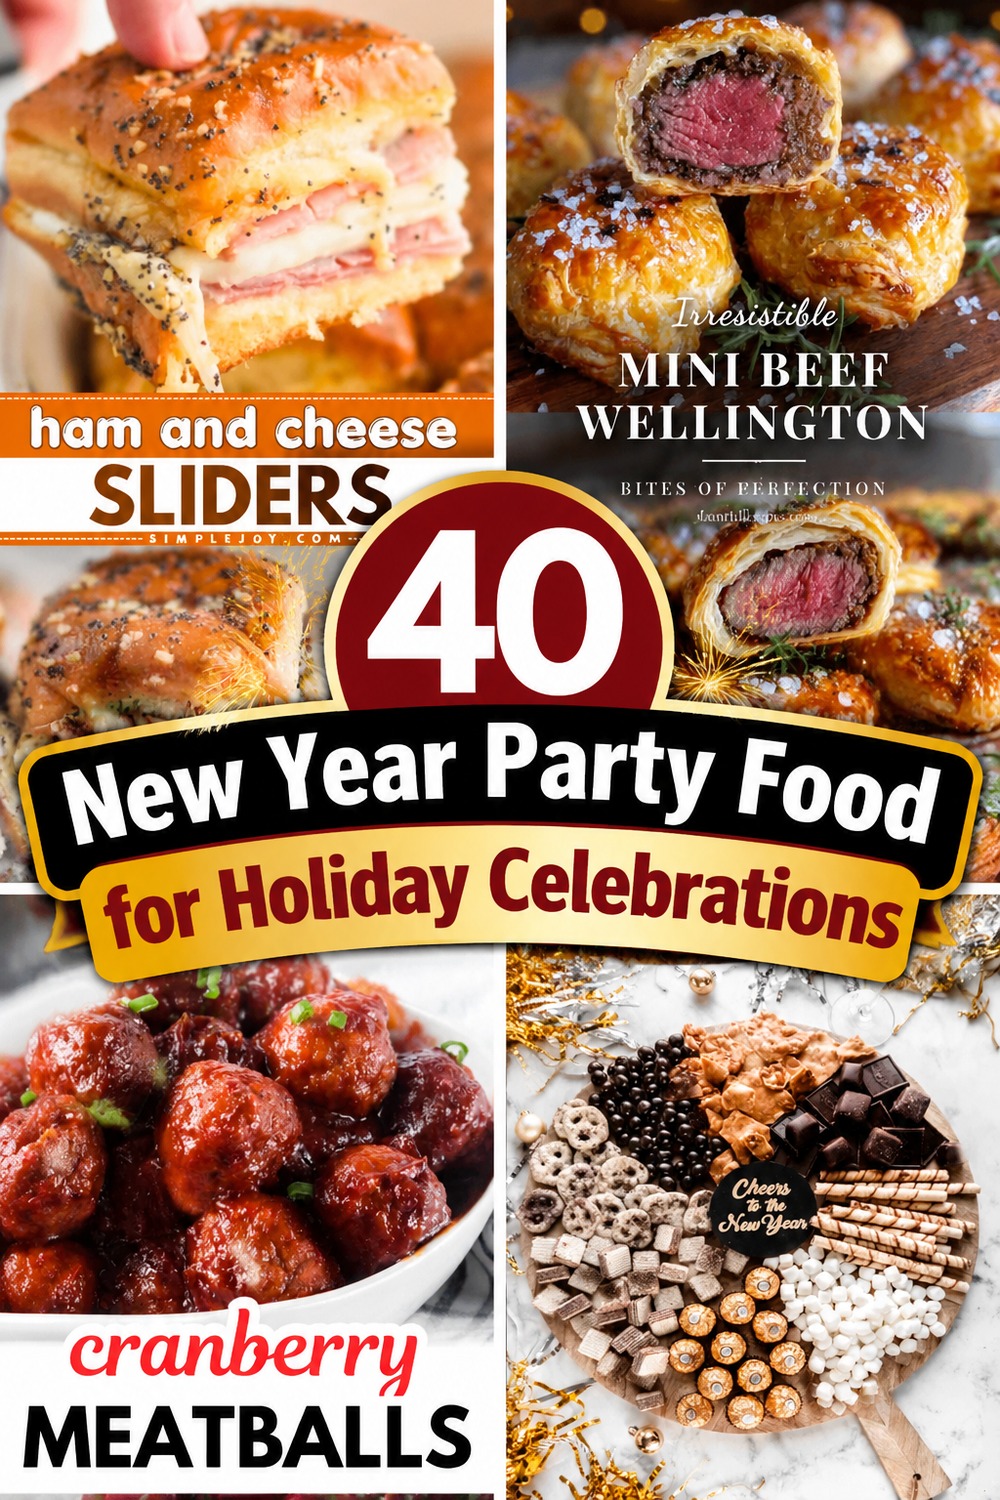 ham and cheese
SLIDERS
SIMPLEJOY.COM
Irresistible
MINI BEEF
WELLINGTON
BITES OF PERFECTION
40
New Year Party Food
for Holiday Celebrations
Cheers
to the
New Year
cranberry
MEATBALLS